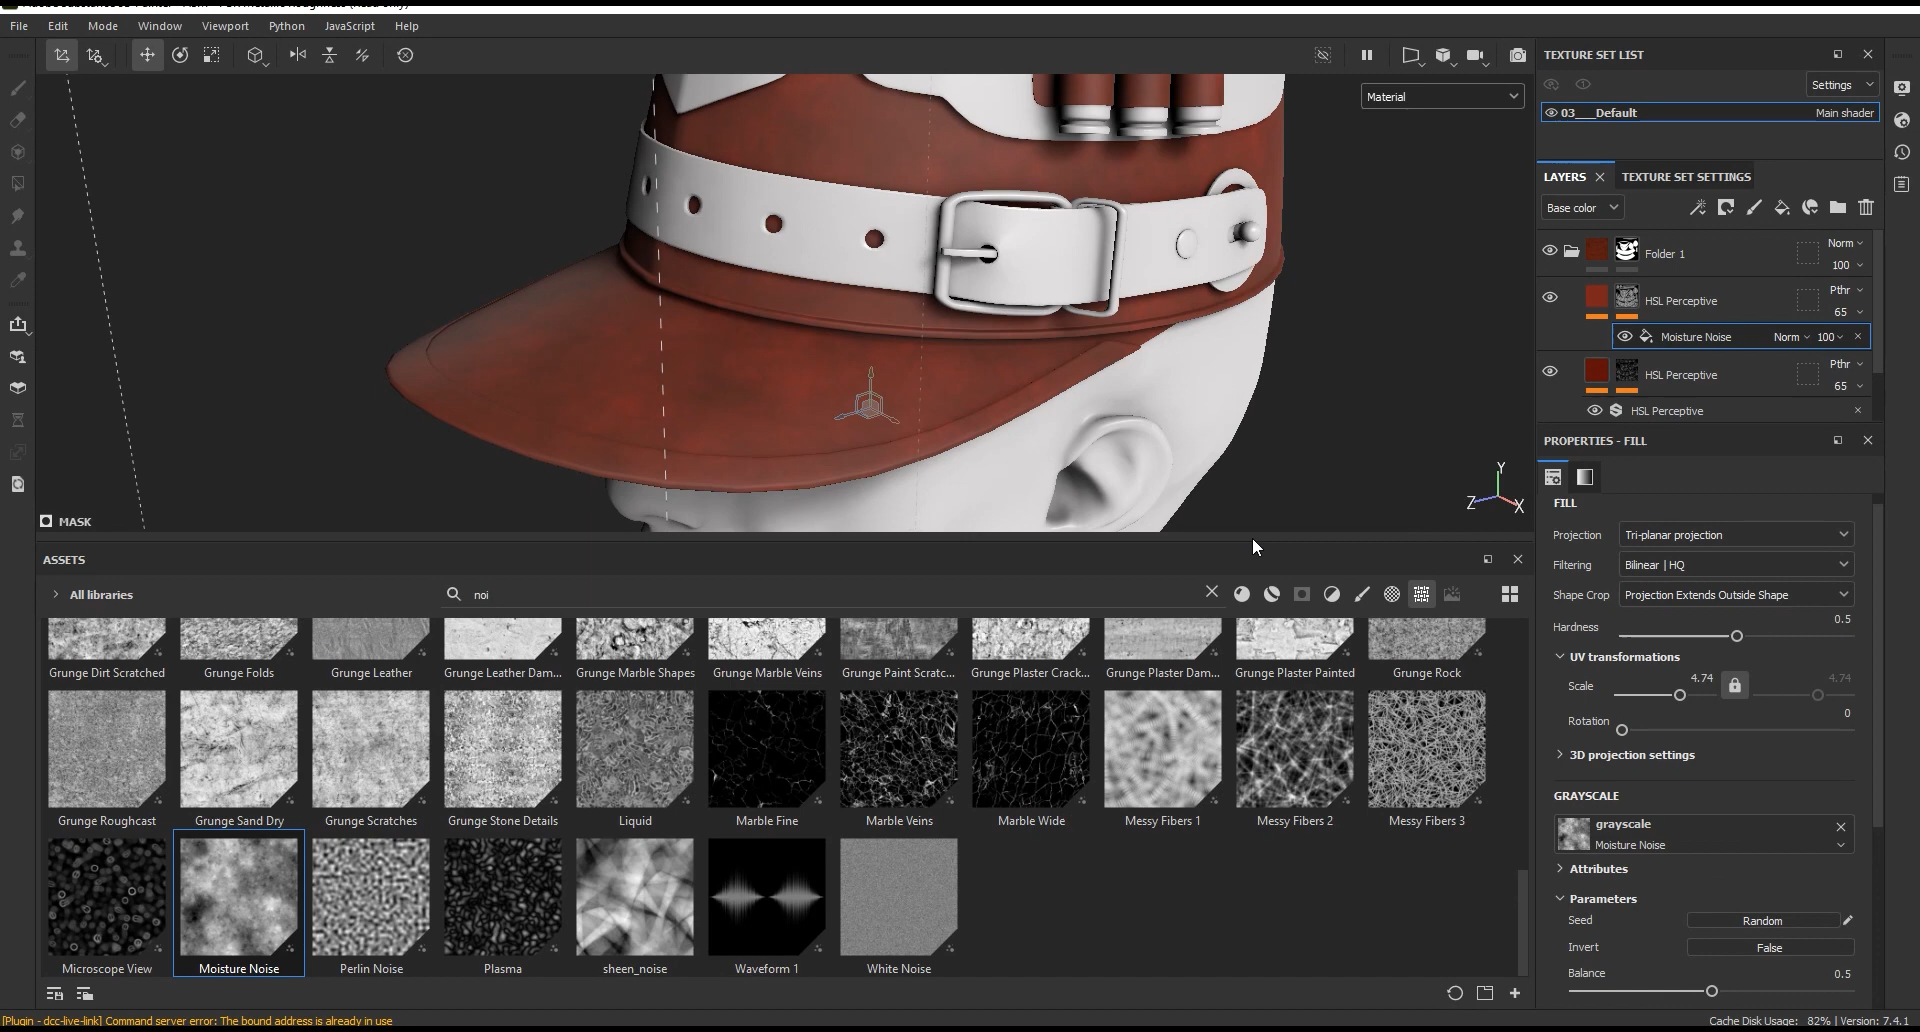 File Edit Mode Window Viewport Python JavaScript Help
TEXTURE SET LIST
Settings
Material
03___Default Main shader
LAYERS TEXTURE SET SETTINGS
Base color
Folder 1 Norm 100
HSL Perceptive Pthr 65
Moisture Noise Norm 100
HSL Perceptive Pthr 65
HSL Perceptive
PROPERTIES - FILL
FILL
Projection Tri-planar projection
Filtering Bilinear | HQ
Shape Crop Projection Extends Outside Shape
Hardness 0.5
UV transformations
Scale 4.74 4.74
Rotation 0
3D projection settings
GRAYSCALE
grayscale
Moisture Noise
Attributes
Parameters
Seed Random
Invert False
Balance 0.5
Y
Z X
MASK
ASSETS
All libraries noi
Grunge Dirt Scratched Grunge Folds Grunge Leather Grunge Leather Dam... Grunge Marble Shapes Grunge Marble Veins Grunge Paint Scratc... Grunge Plaster Crack... Grunge Plaster Dam... Grunge Plaster Painted Grunge Rock
Grunge Roughcast Grunge Sand Dry Grunge Scratches Grunge Stone Details Liquid Marble Fine Marble Veins Marble Wide Messy Fibers 1 Messy Fibers 2 Messy Fibers 3
Microscope View Moisture Noise Perlin Noise Plasma sheen_noise Waveform 1 White Noise
[Plugin - dcc-live-link] Command server error: The bound address is already in use
Cache Disk Usage: 82% | Version: 7.4.1